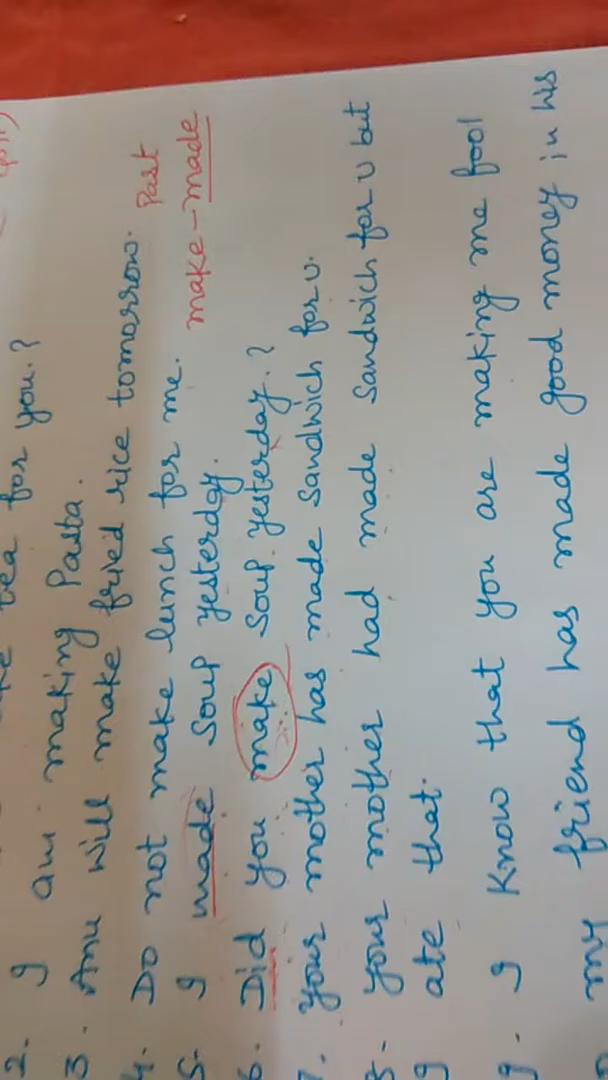 tea for you.?
2. I am making Pasta.
3. Anu will make fried rice tomorrow.
4. Do not make lunch for me.
Past
make-made
5. I made Soup yesterday.
6. Did you make Soup yesterday.?
7. Your mother has made sandwich for U.
8. your mother had made sandwich for U but
I ate that.
9. I Know that you are making me fool
my friend has made good money in his